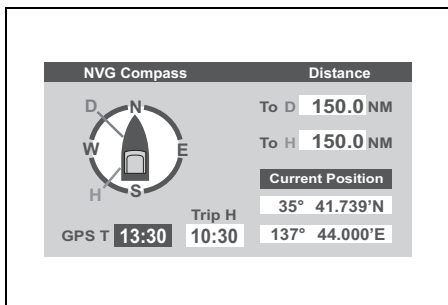 NVG Compass
Distance
D
N
W
E
H
S
To D 150.0 NM
To H 150.0 NM
Current Position
35° 41.739’N
137° 44.000’E
Trip H
GPS T 13:30 10:30